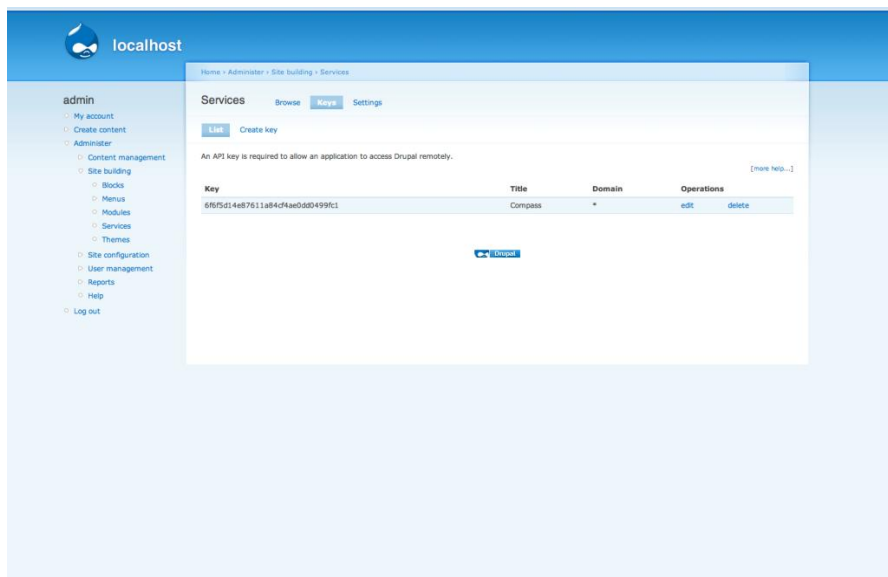 localhost
Home » Administer » Site building » Services
admin
My account
Create content
Administer
Content management
Site building
Blocks
Menus
Modules
Services
Themes
Site configuration
User management
Reports
Help
Log out
Services Browse Keys Settings
List Create key
An API key is required to allow an application to access Drupal remotely.
[more help...]
Key Title Domain Operations
6f6f5d14e87611a84cf4ae0dd0499fc1 Compass * edit delete
Drupal